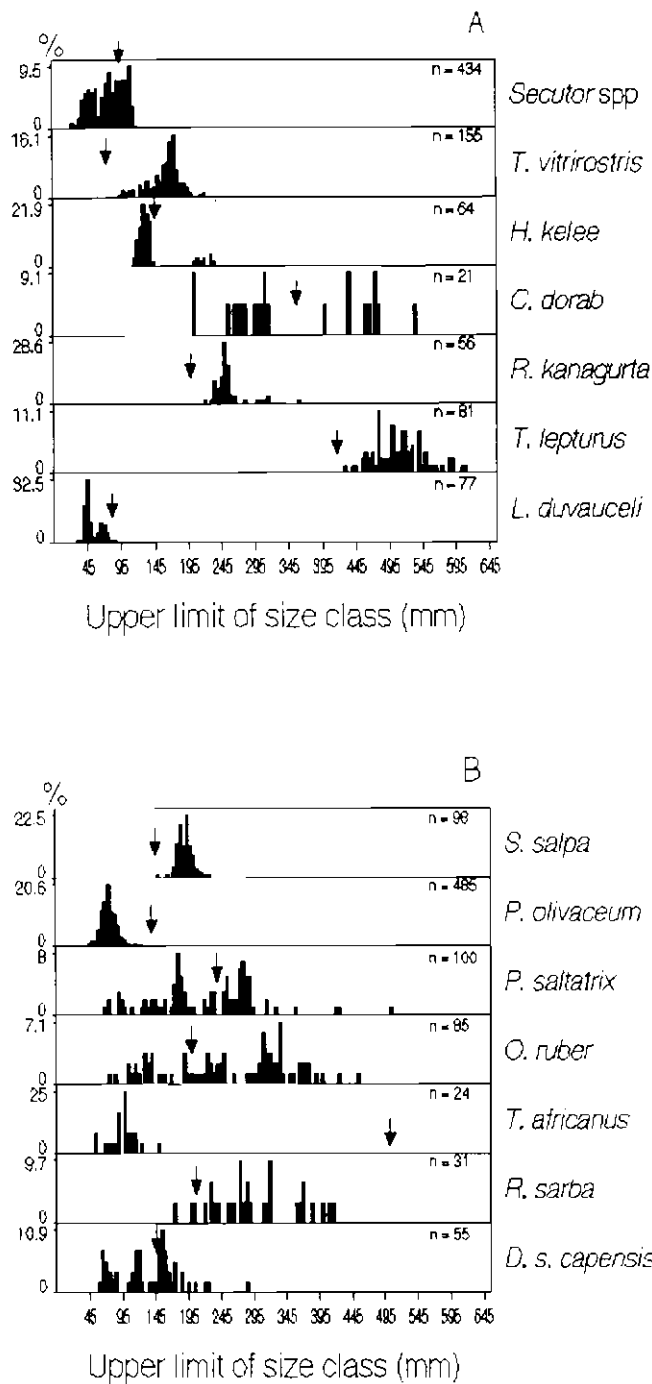 A
%
9.5
0
n = 434
Secutor spp
16.1
0
n = 155
T. vitrirostris
21.9
0
n = 64
H. kelee
9.1
0
n = 21
C. dorab
28.6
0
n = 56
R. kanagurta
11.1
0
n = 81
T. lepturus
32.5
0
n = 77
L. duvauceli
45 95 145 195 245 295 345 395 445 495 545 595 645
Upper limit of size class (mm)
B
%
22.5
0
n = 98
S. salpa
20.6
0
n = 485
P. olivaceum
8
0
n = 100
P. saltatrix
7.1
0
n = 85
O. ruber
25
0
n = 24
T. africanus
9.7
0
n = 31
R. sarba
10.9
0
n = 55
D. s. capensis
45 95 145 195 245 295 345 395 445 495 545 595 645
Upper limit of size class (mm)